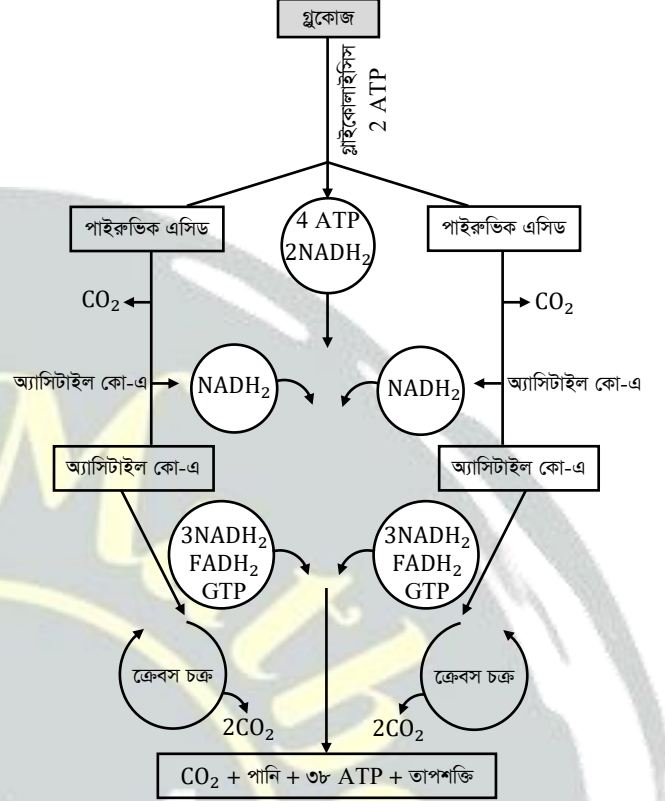 গ্লুকোজ
গ্লাইকোলাইসিস
2 ATP
পাইরুভিক এসিড
4 ATP
2NADH₂
পাইরুভিক এসিড
CO₂
CO₂
অ্যাসিটাইল কো-এ
NADH₂
NADH₂
অ্যাসিটাইল কো-এ
অ্যাসিটাইল কো-এ
অ্যাসিটাইল কো-এ
3NADH₂
FADH₂
GTP
3NADH₂
FADH₂
GTP
ক্রেবস চক্র
ক্রেবস চক্র
2CO₂
2CO₂
CO₂ + পানি + ৩৮ ATP + তাপশক্তি
Math